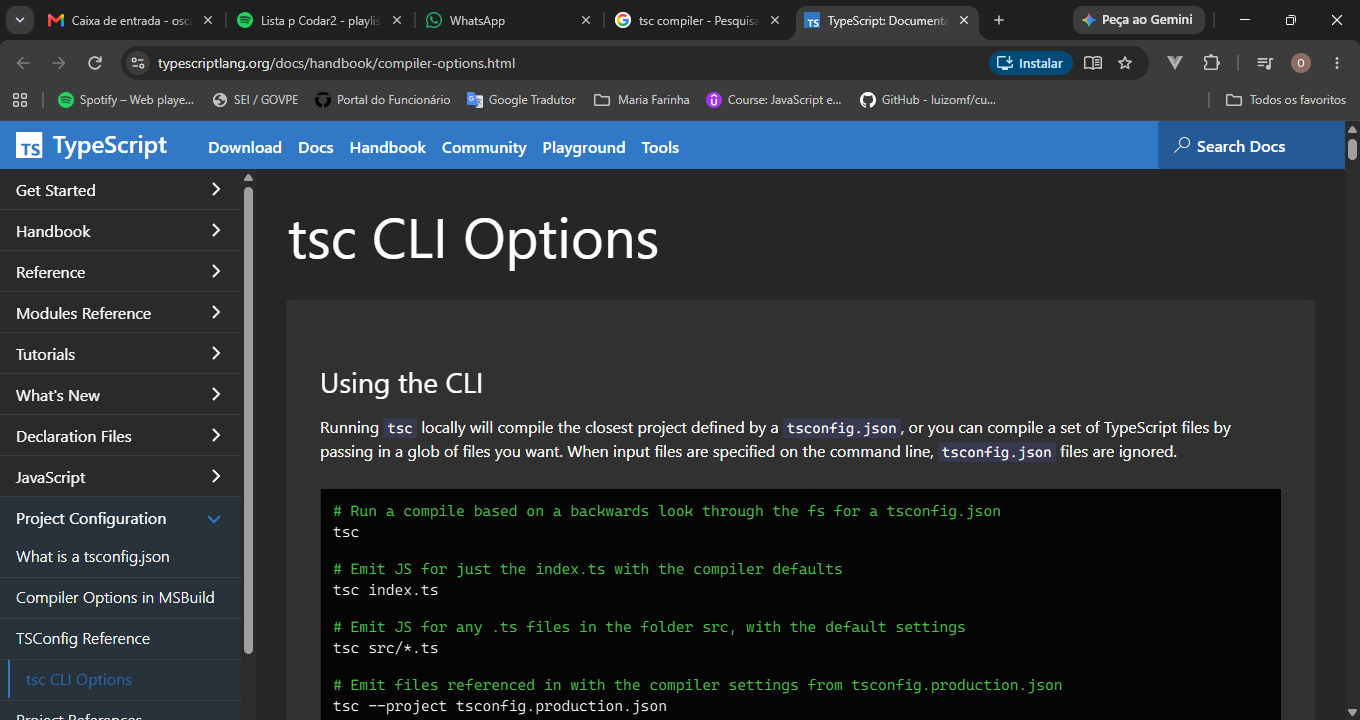 Caixa de entrada - osc
Lista p Codar2 - playlis
WhatsApp
tsc compiler - Pesquisa
TypeScript: Documenta
Peça ao Gemini
typescriptlang.org/docs/handbook/compiler-options.html
Instalar
O
Spotify – Web playe...
SEI / GOVPE
Portal do Funcionário
Google Tradutor
Maria Farinha
Course: JavaScript e...
GitHub - luizomf/cu...
Todos os favoritos
TS TypeScript
Download
Docs
Handbook
Community
Playground
Tools
Search Docs
Get Started
Handbook
Reference
Modules Reference
Tutorials
What's New
Declaration Files
JavaScript
Project Configuration
What is a tsconfig.json
Compiler Options in MSBuild
TSConfig Reference
tsc CLI Options
Project References
tsc CLI Options
Using the CLI
Running tsc locally will compile the closest project defined by a tsconfig.json, or you can compile a set of TypeScript files by
passing in a glob of files you want. When input files are specified on the command line, tsconfig.json files are ignored.
# Run a compile based on a backwards look through the fs for a tsconfig.json
tsc
# Emit JS for just the index.ts with the compiler defaults
tsc index.ts
# Emit JS for any .ts files in the folder src, with the default settings
tsc src/*.ts
# Emit files referenced in with the compiler settings from tsconfig.production.json
tsc --project tsconfig.production.json